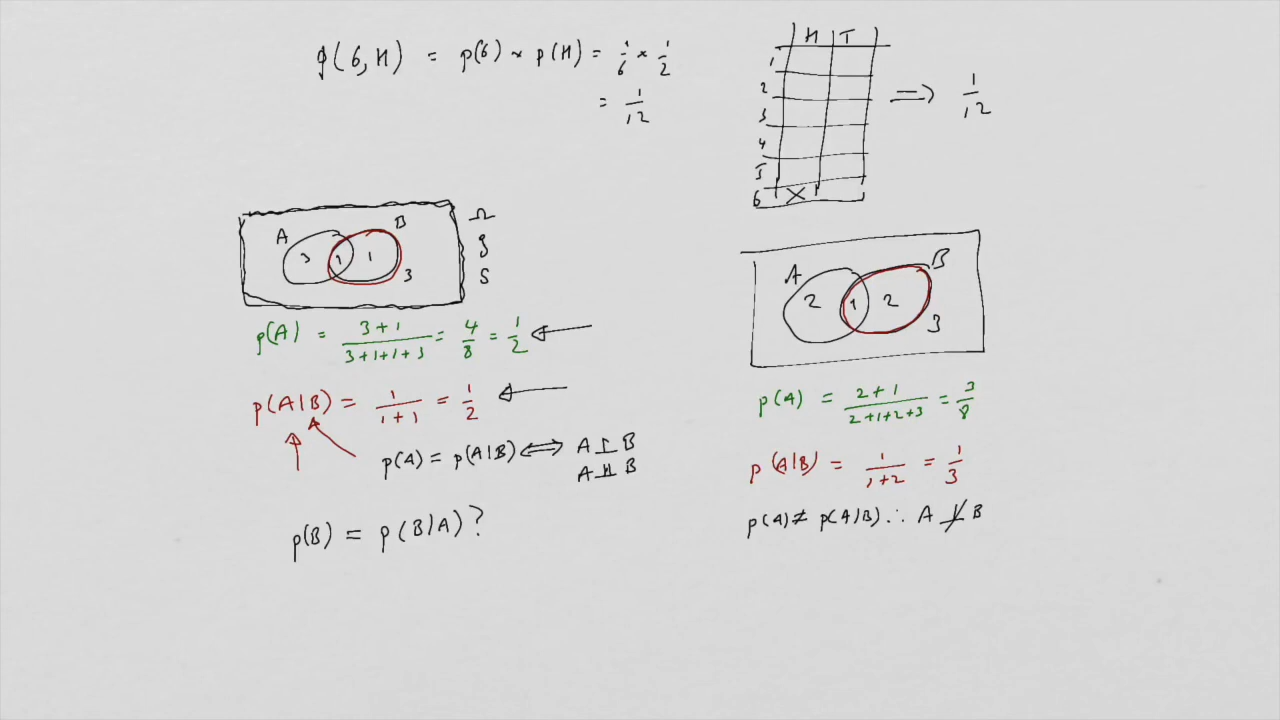 p(6,H) = p(6) × p(H) = 1/6 × 1/2
= 1/12
H T
1
2
3
4
5
6 X
⇒ 1/12
A B Ω
3 1 1 3 S
p(A) = 3+1/3+1+1+3 = 4/8 = 1/2
p(A|B) = 1/1+1 = 1/2
p(A) = p(A|B) ⟺ A ⊥ B
A ⫫ B
p(B) = p(B|A)?
A B
2 1 2 3
p(A) = 2+1/2+1+2+3 = 3/8
p(A|B) = 1/1+2 = 1/3
p(A) ≠ p(A|B) ∴ A ⊥̸ B